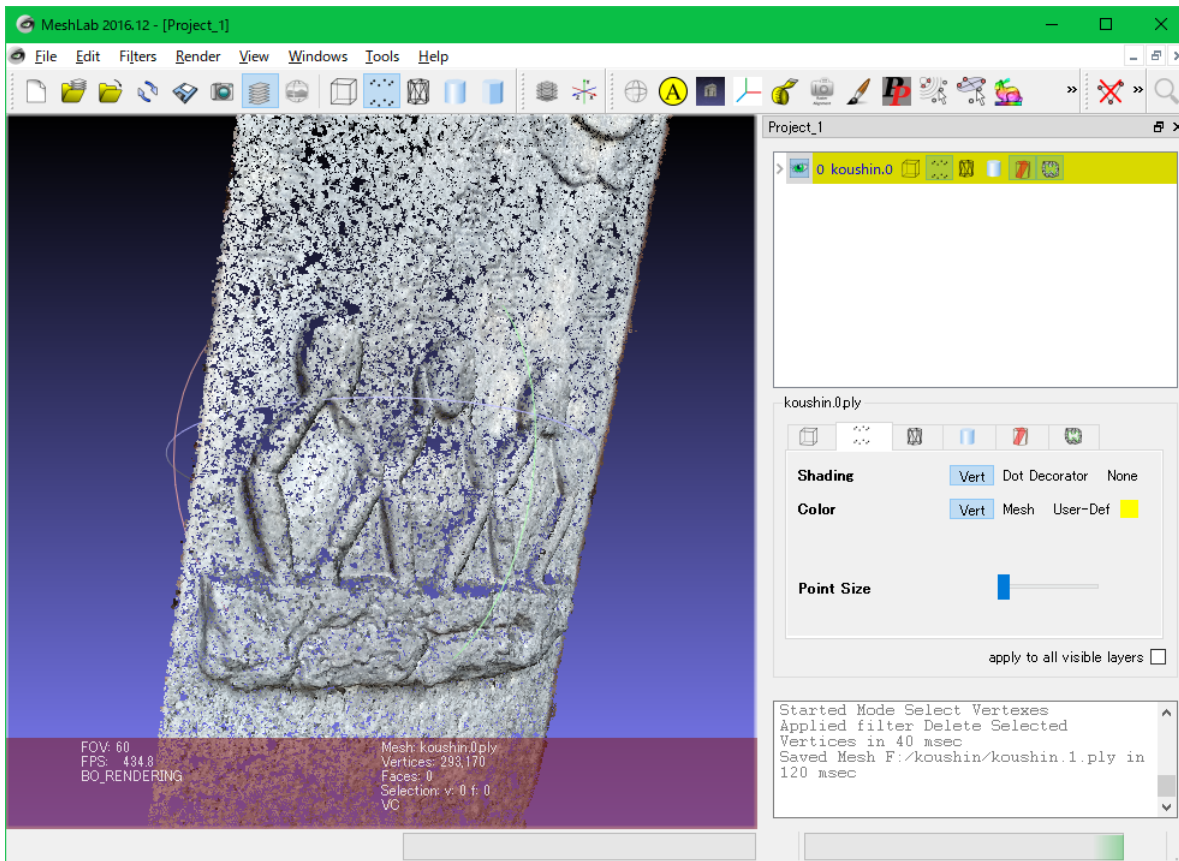 MeshLab 2016.12 - [Project_1]
File Edit Filters Render View Windows Tools Help
A PP » »
Project_1
0 koushin.0
koushin.0.ply
Shading Vert Dot Decorator None
Color Vert Mesh User-Def
Point Size
apply to all visible layers
Started Mode Select Vertexes
Applied filter Delete Selected
Vertices in 40 msec
Saved Mesh F:/koushin/koushin.1.ply in
120 msec
FOV: 60
FPS: 434.8
BO_RENDERING
Mesh: koushin.0.ply
Vertices: 293,170
Faces: 0
Selection: v: 0 f: 0
VC